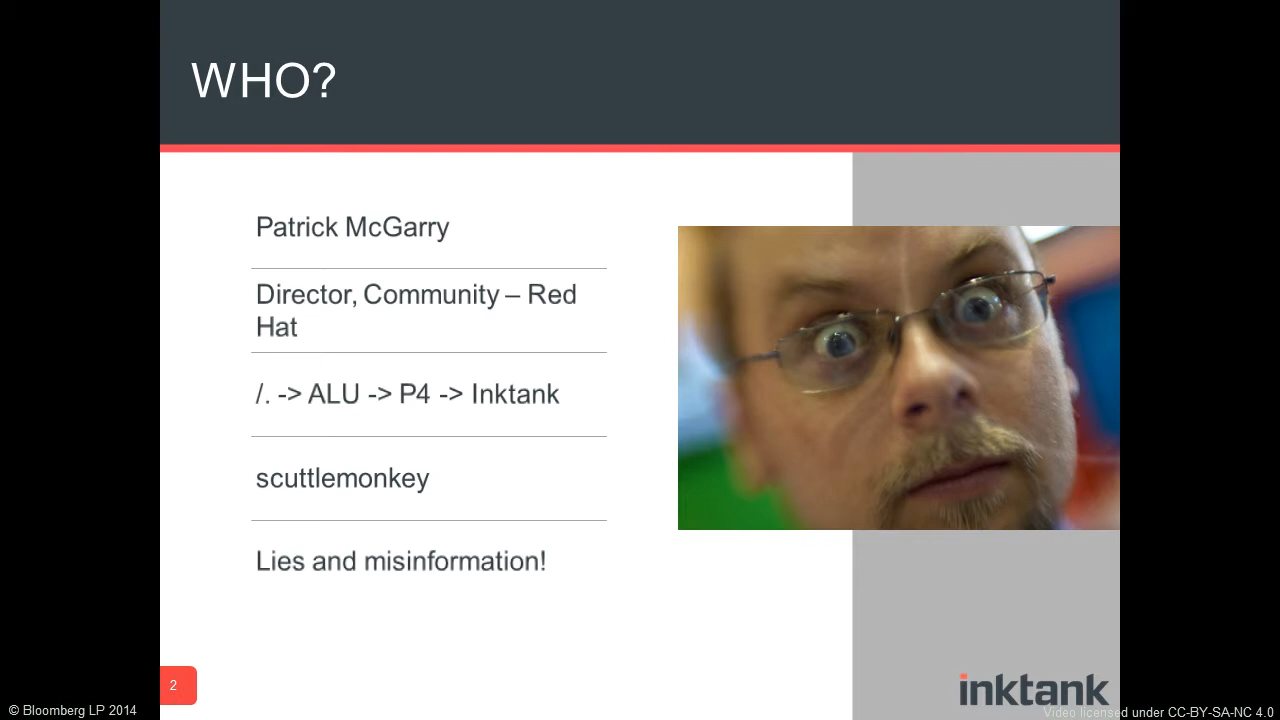 WHO?
Patrick McGarry
Director, Community – Red
Hat
/. -> ALU -> P4 -> Inktank
scuttlemonkey
Lies and misinformation!
2
inktank
© Bloomberg LP 2014
Video licensed under CC-BY-SA-NC 4.0